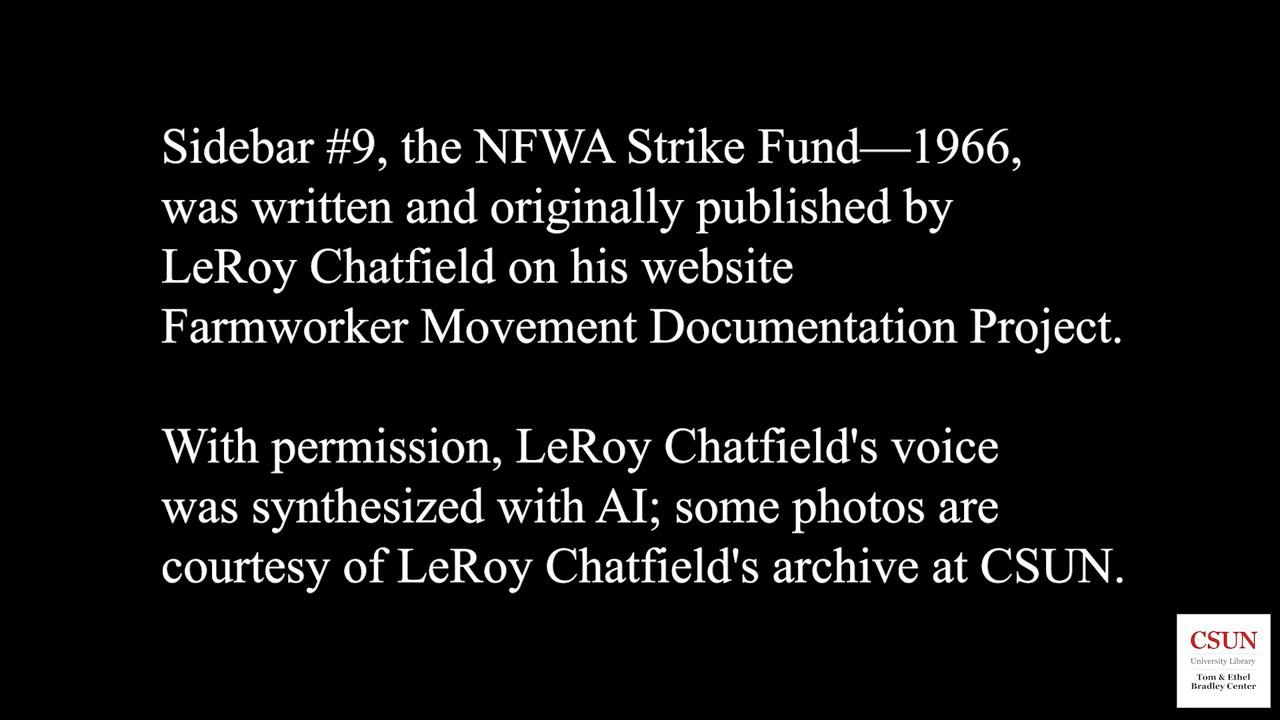 Sidebar #9, the NFWA Strike Fund—1966,
was written and originally published by
LeRoy Chatfield on his website
Farmworker Movement Documentation Project.
With permission, LeRoy Chatfield's voice
was synthesized with AI; some photos are
courtesy of LeRoy Chatfield's archive at CSUN.
CSUN
University Library
Tom & Ethel
Bradley Center